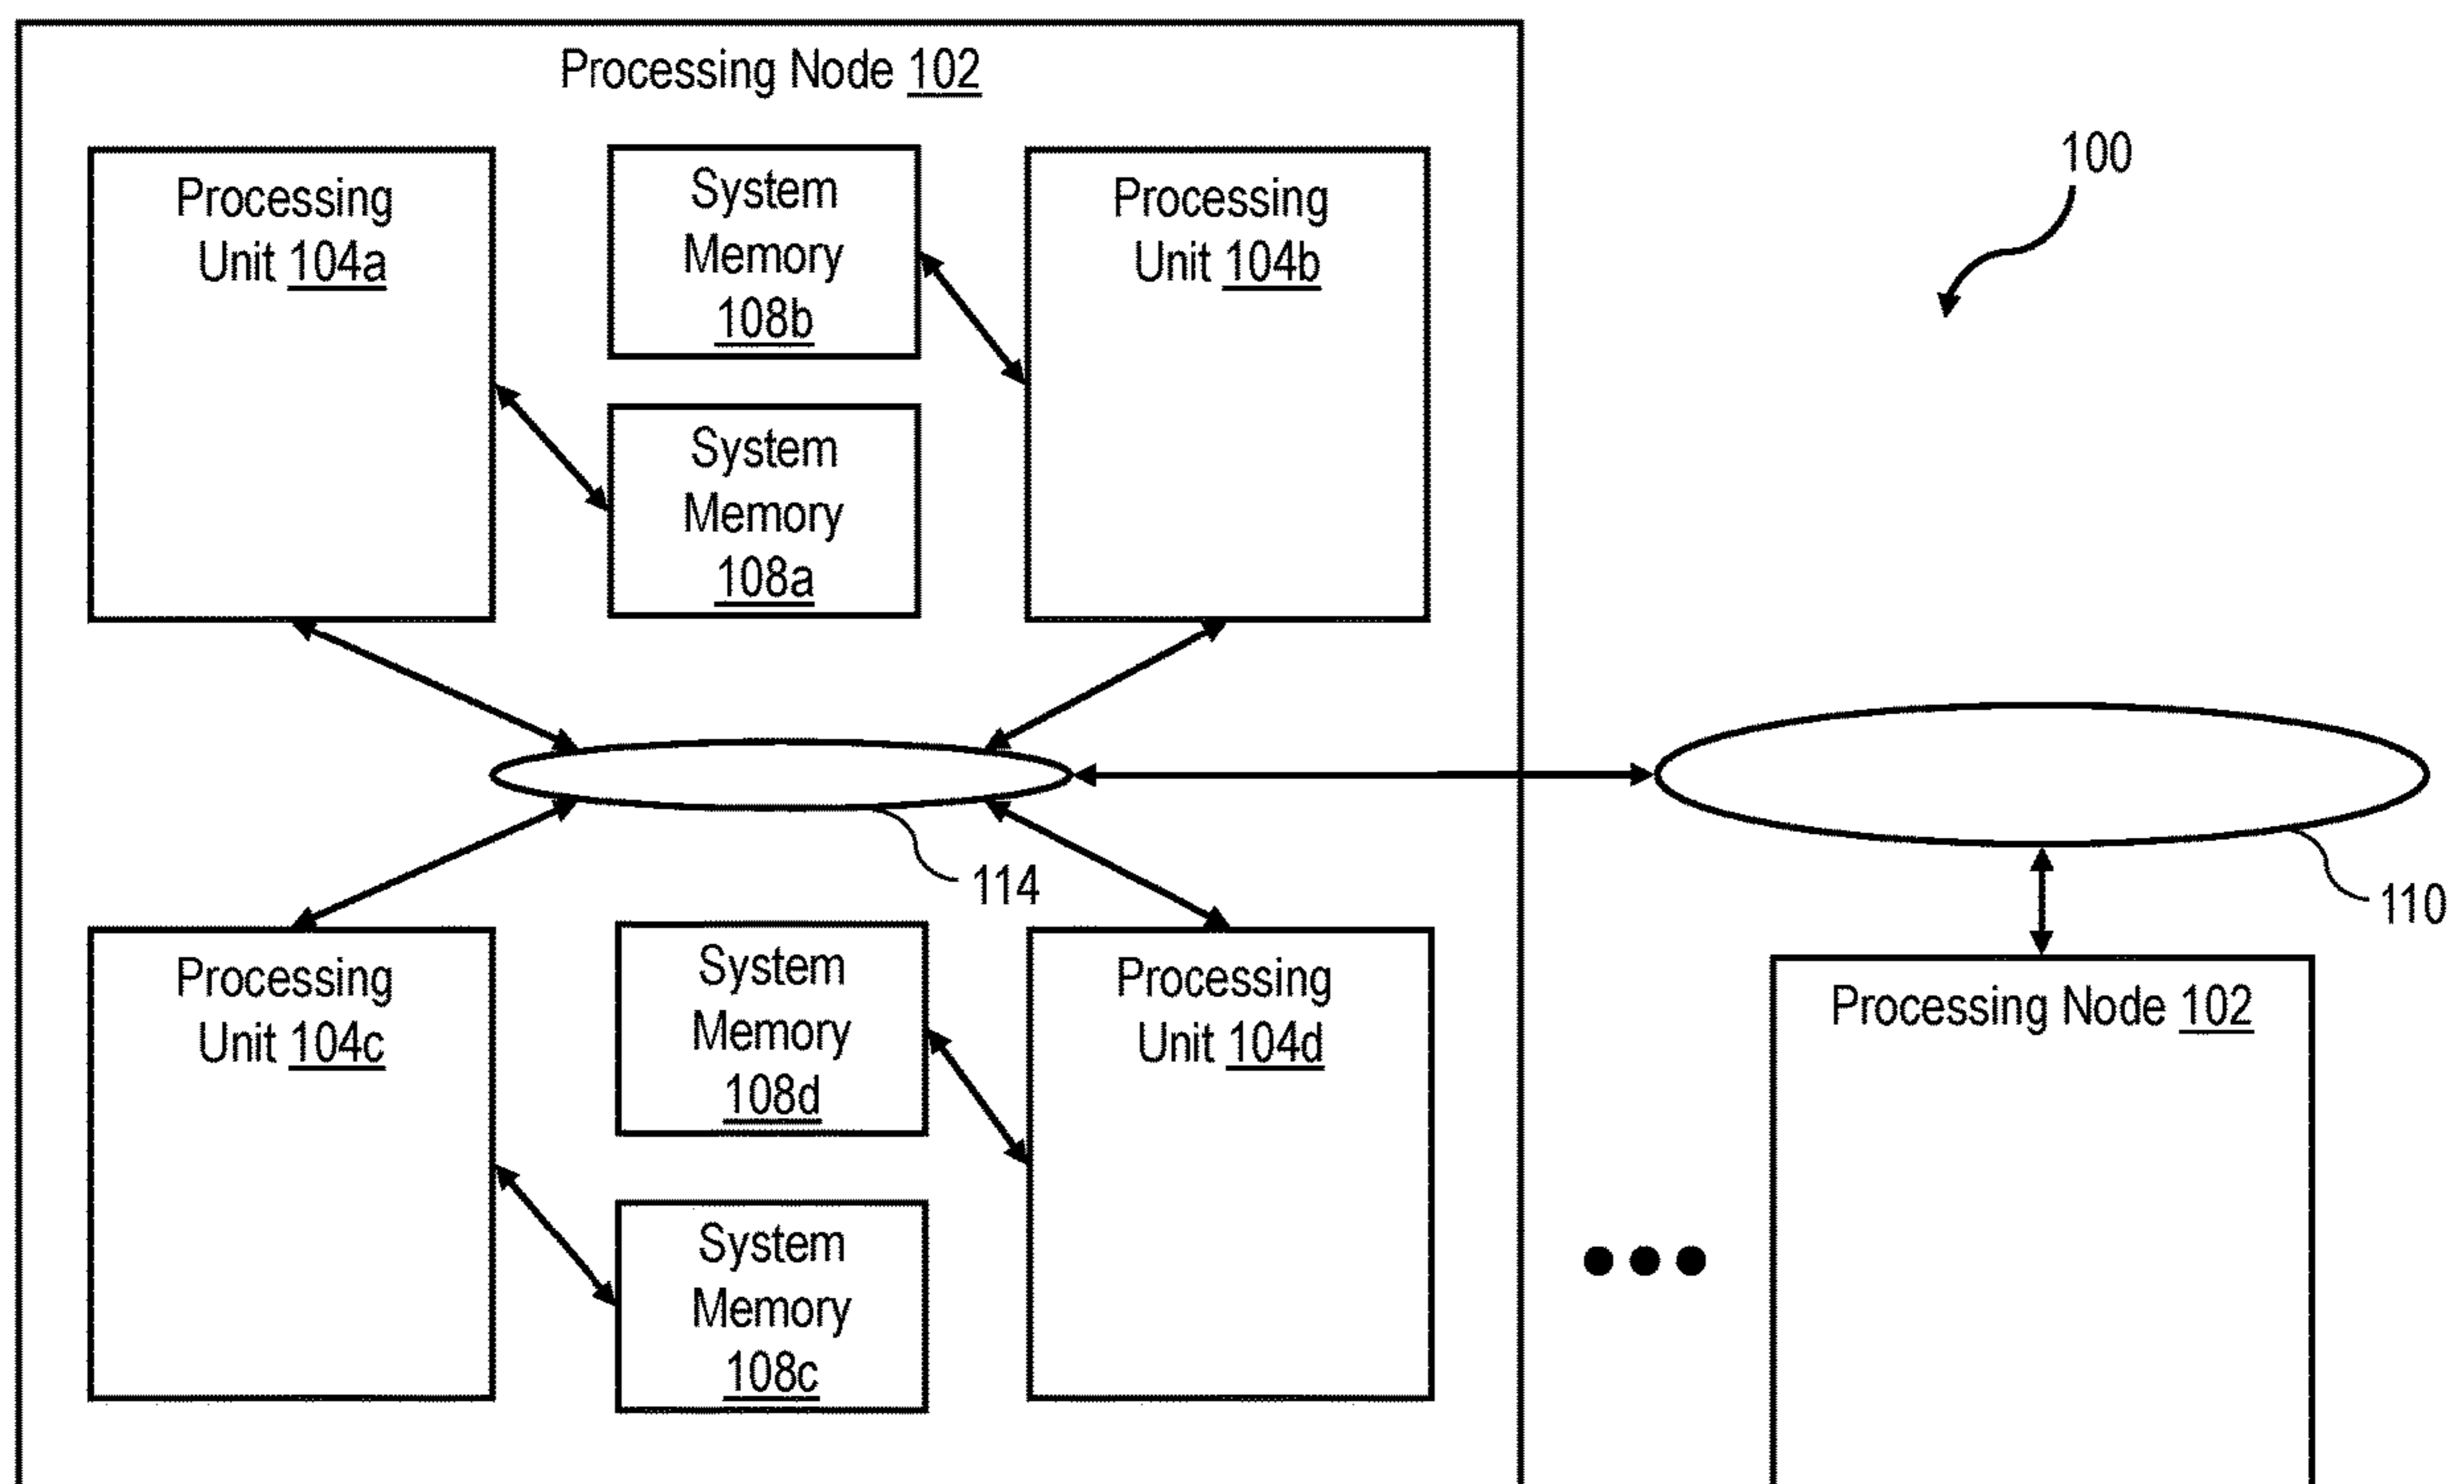 Processing Node 102
Processing
Unit 104a
System
Memory
108b
Processing
Unit 104b
100
System
Memory
108a
114
110
Processing
Unit 104c
System
Memory
108d
Processing
Unit 104d
Processing Node 102
System
Memory
108c